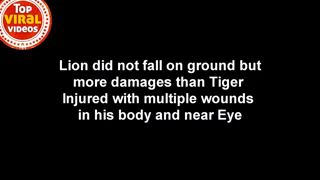 Top
VIRAL
VIDEOS
Lion did not fall on ground but
more damages than Tiger
Injured with multiple wounds
in his body and near Eye